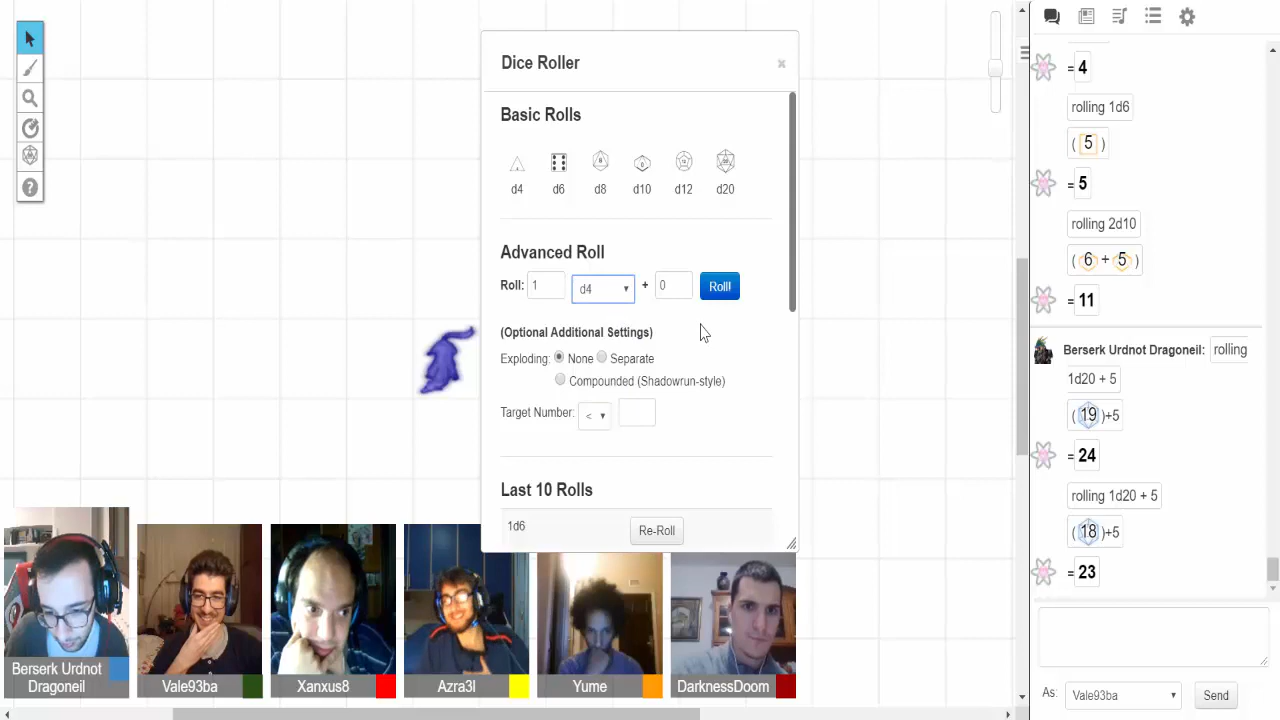 Dice Roller
×
Basic Rolls
d4 d6 d8 d10 d12 d20
Advanced Roll
Roll: 1 d4 + 0 Roll!
(Optional Additional Settings)
Exploding: None Separate
Compounded (Shadowrun-style)
Target Number: <
Last 10 Rolls
1d6 Re-Roll
Berserk Urdnot
Dragoneil
Vale93ba
Xanxus8
Azra3l
Yume
DarknessDoom
= 4
rolling 1d6
( 5 )
= 5
rolling 2d10
( 6 + 5 )
= 11
Berserk Urdnot Dragoneil: rolling
1d20 + 5
( 19 )+5
= 24
rolling 1d20 + 5
( 18 )+5
= 23
As: Vale93ba Send